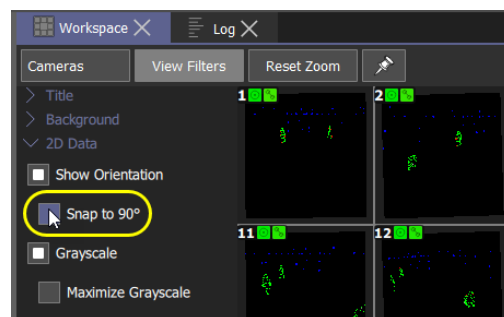 Workspace
Log
Cameras
View Filters
Reset Zoom
Title
Background
2D Data
Show Orientation
Snap to 90°
Grayscale
Maximize Grayscale
1
2
11
12